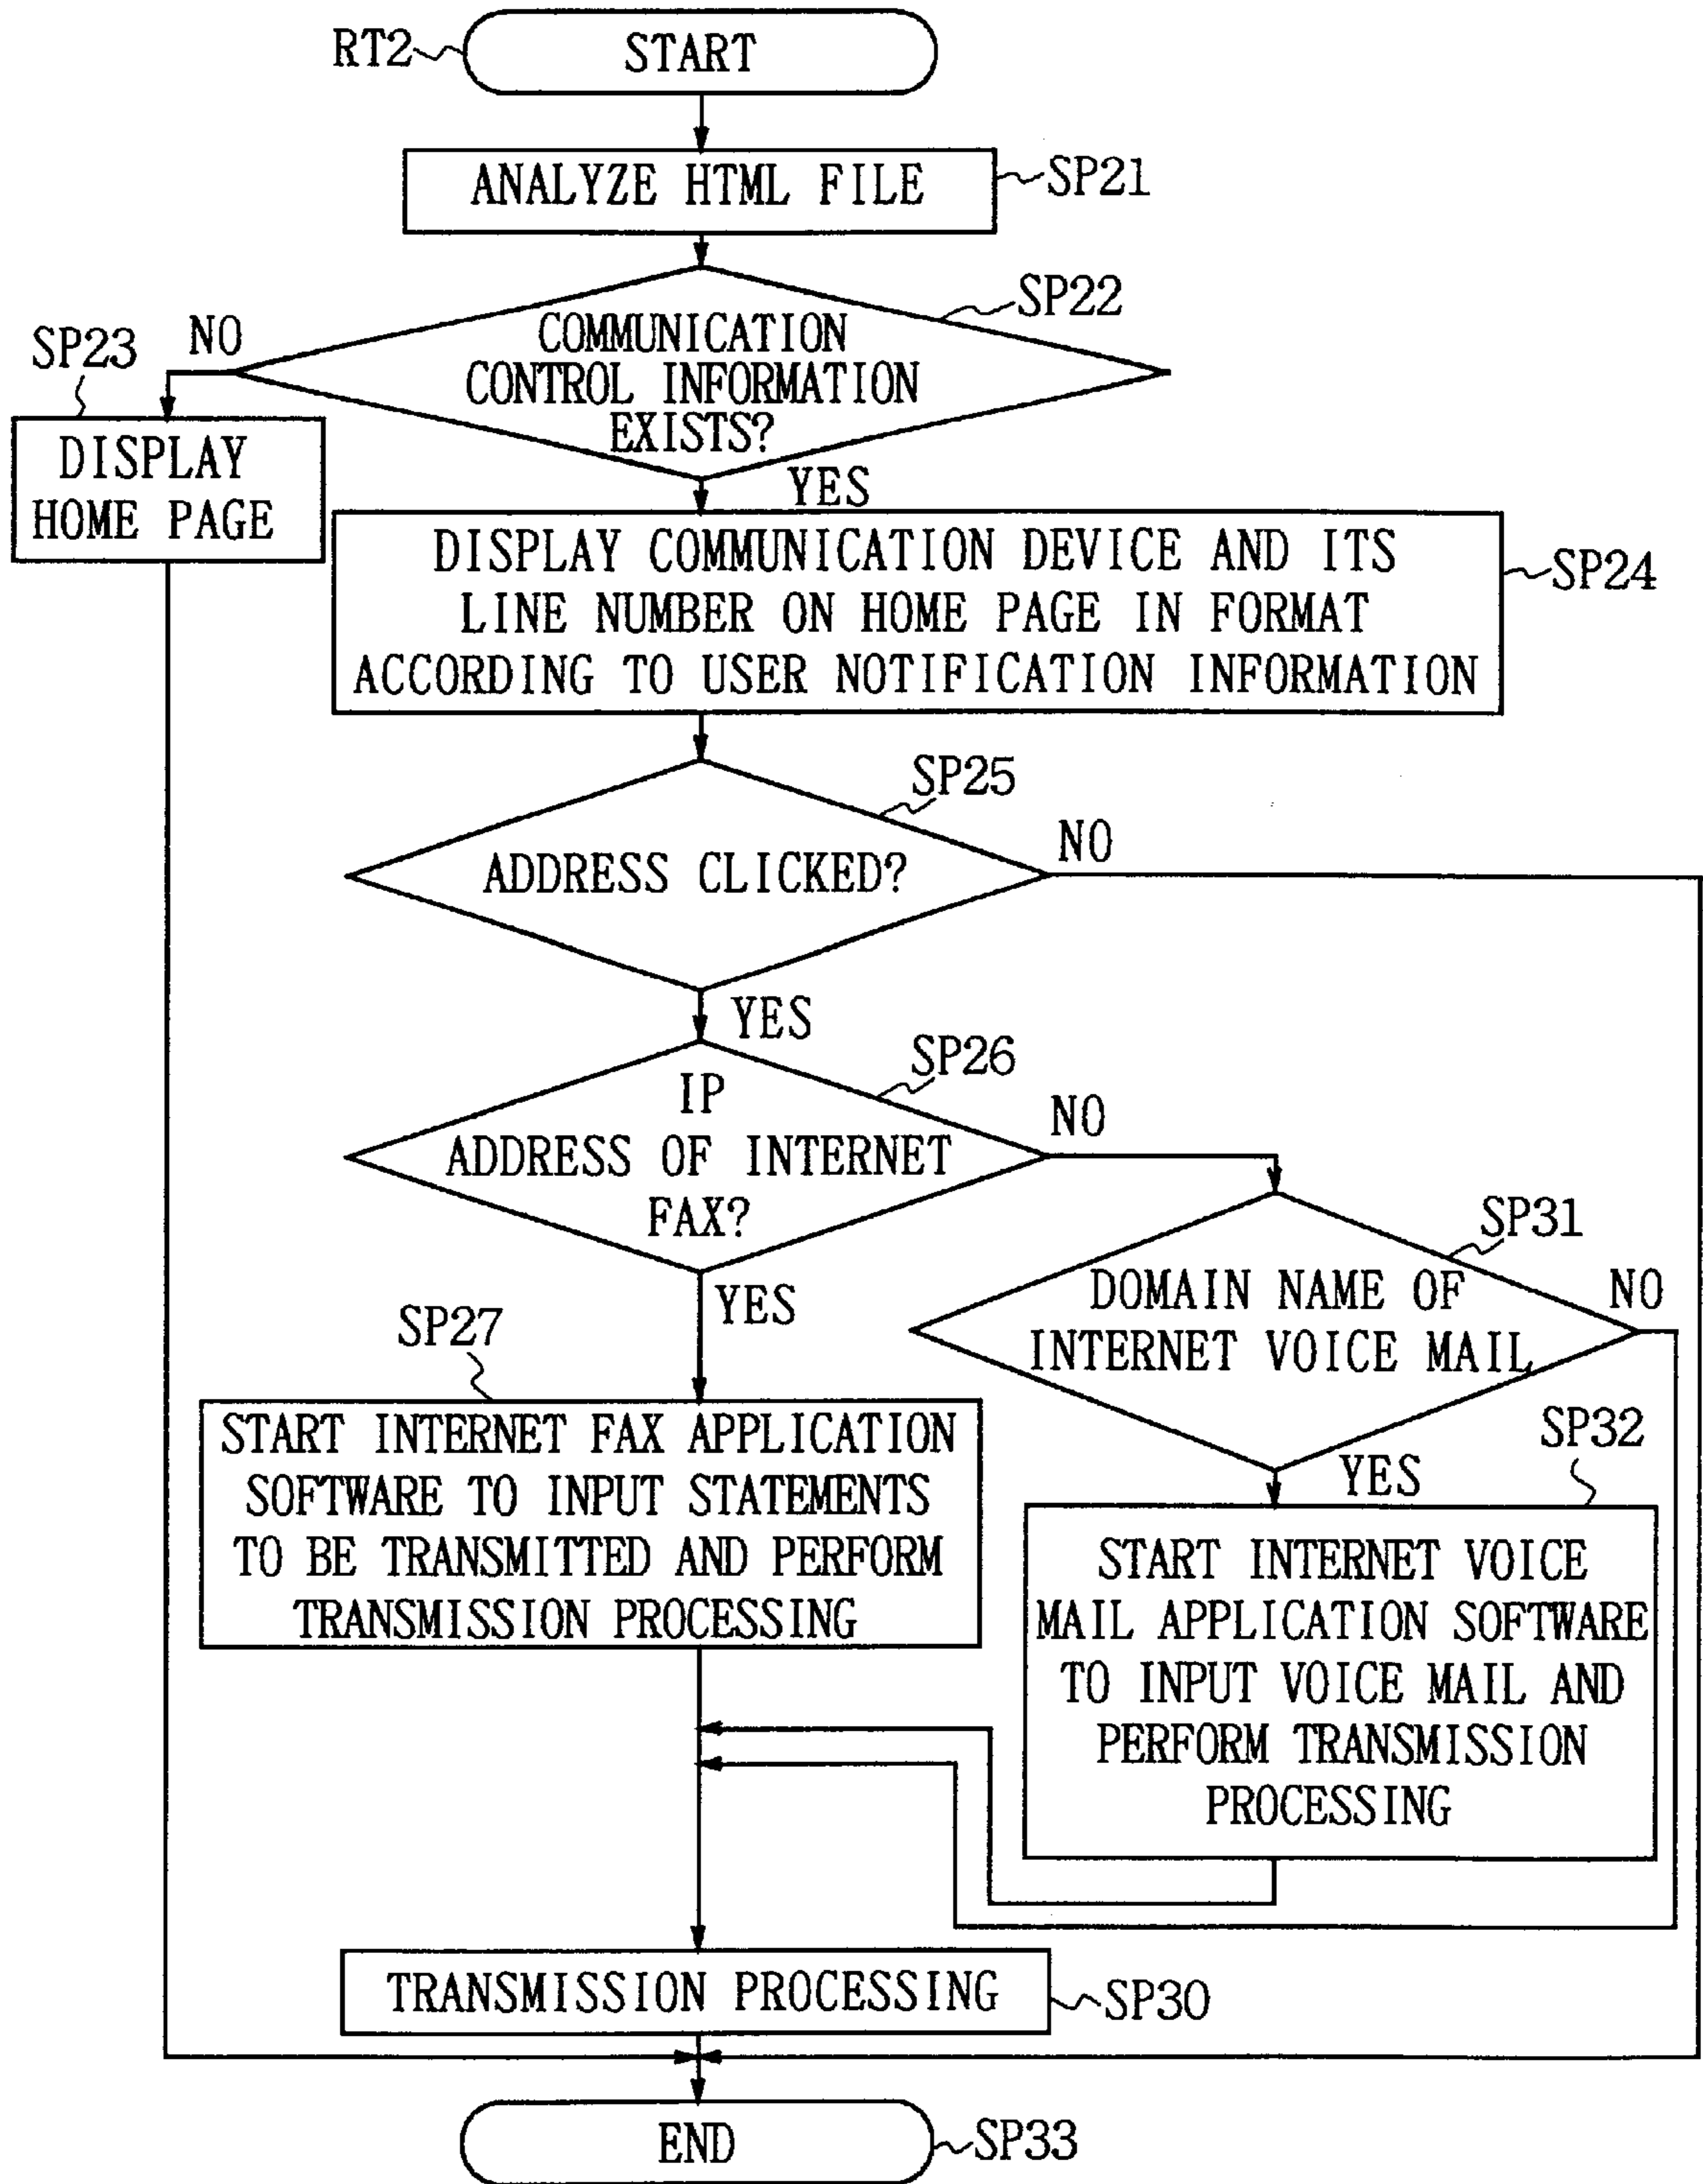 RT2
START
ANALYZE HTML FILE
SP21
SP22
COMMUNICATION
CONTROL INFORMATION
EXISTS?
NO
SP23
DISPLAY
HOME PAGE
YES
DISPLAY COMMUNICATION DEVICE AND ITS
LINE NUMBER ON HOME PAGE IN FORMAT
ACCORDING TO USER NOTIFICATION INFORMATION
SP24
SP25
ADDRESS CLICKED?
NO
YES
SP26
IP
ADDRESS OF INTERNET
FAX?
NO
YES
SP31
DOMAIN NAME OF
INTERNET VOICE MAIL
NO
SP27
START INTERNET FAX APPLICATION
SOFTWARE TO INPUT STATEMENTS
TO BE TRANSMITTED AND PERFORM
TRANSMISSION PROCESSING
YES
SP32
START INTERNET VOICE
MAIL APPLICATION SOFTWARE
TO INPUT VOICE MAIL AND
PERFORM TRANSMISSION
PROCESSING
TRANSMISSION PROCESSING
SP30
END
SP33